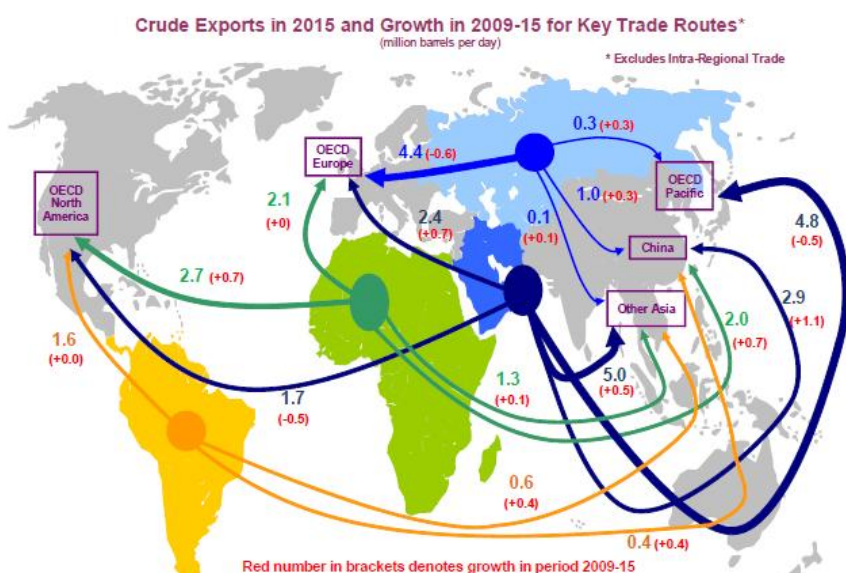 Crude Exports in 2015 and Growth in 2009-15 for Key Trade Routes*
(million barrels per day)
* Excludes Intra-Regional Trade
OECD
North
America
OECD
Europe
4.4 (-0.6)
0.3 (+0.3)
OECD
Pacific
2.1
(+0)
2.4
(+0.7)
0.1
(+0.1)
1.0 (+0.3)
China
4.8
(-0.5)
2.7 (+0.7)
Other Asia
2.0
(+0.7)
2.9
(+1.1)
1.6
(+0.0)
1.7
(-0.5)
1.3
(+0.1)
5.0
(+0.5)
0.6
(+0.4)
0.4 (+0.4)
Red number in brackets denotes growth in period 2009-15